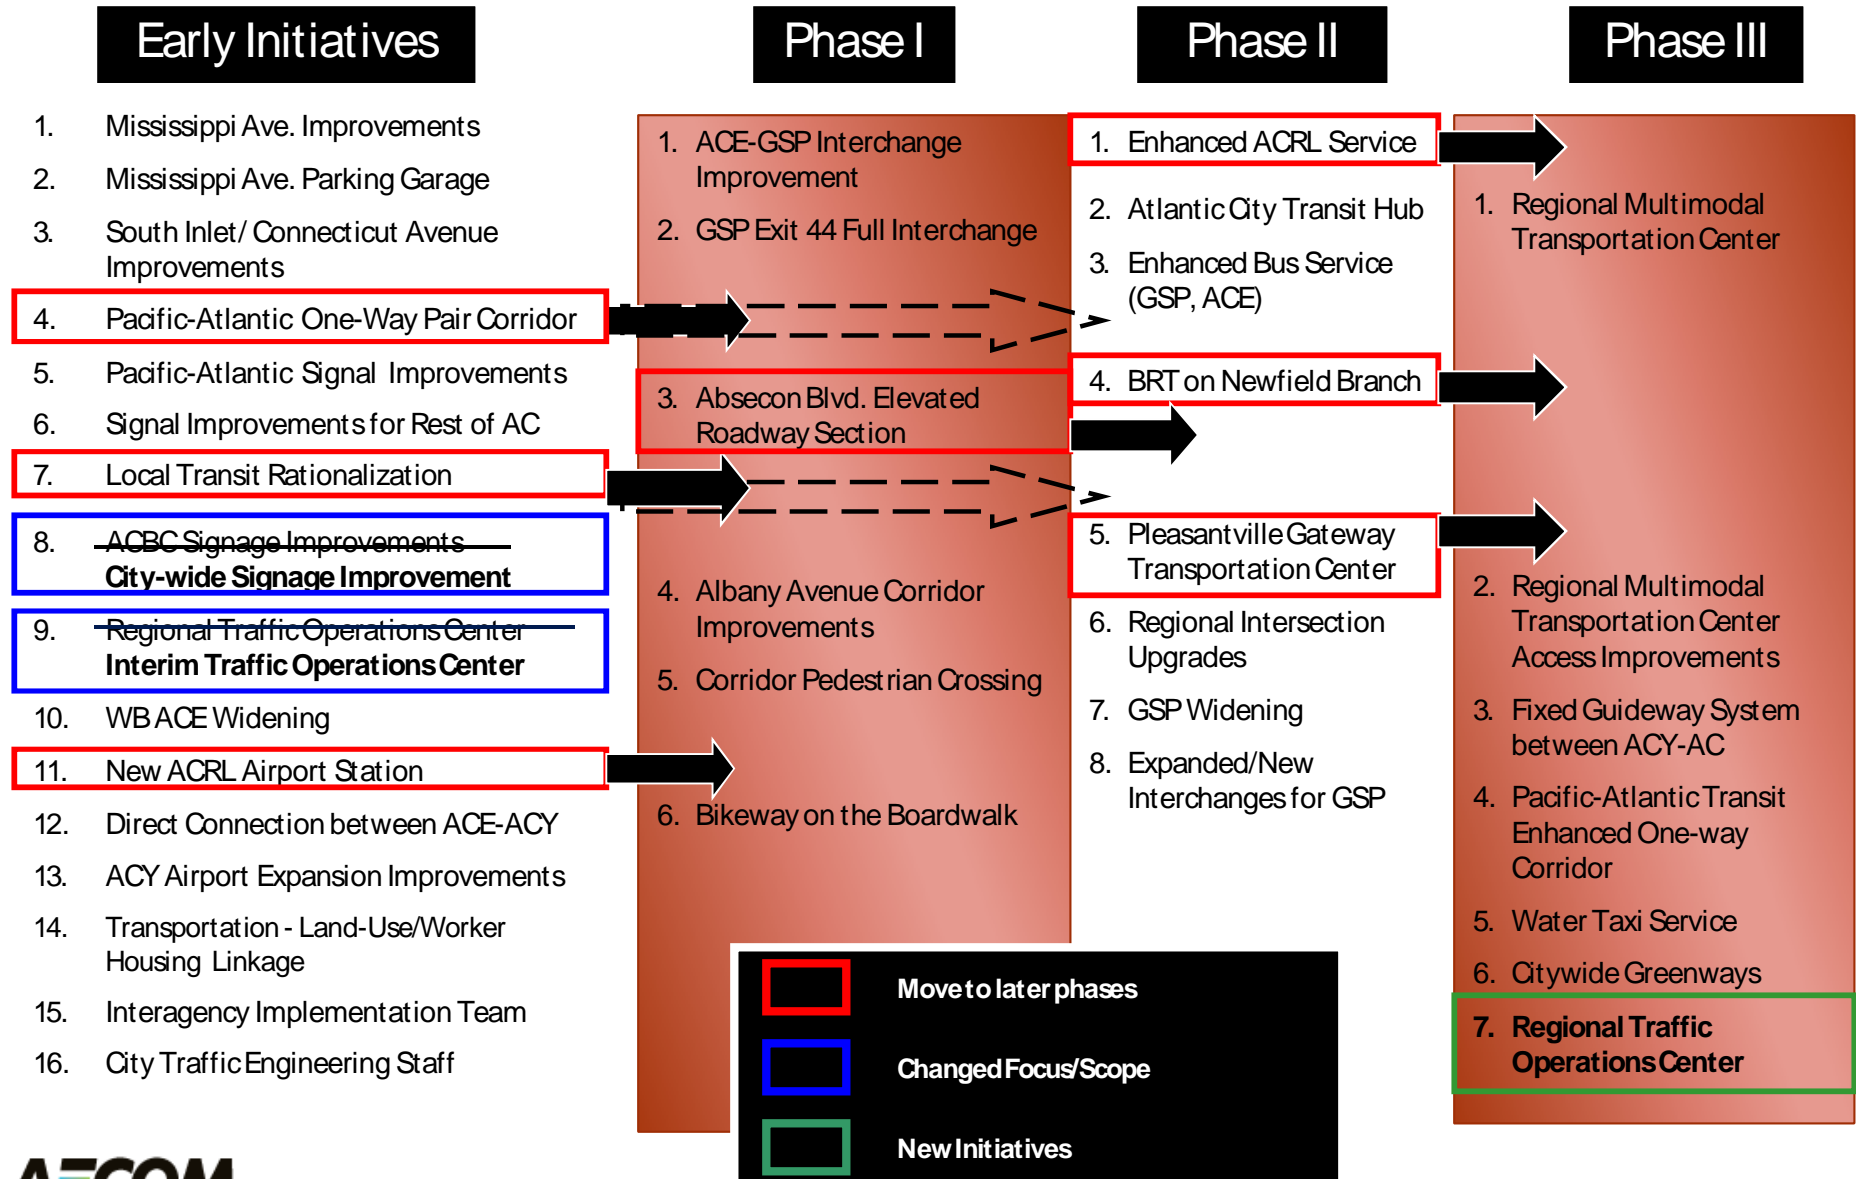 Early Initiatives
1. Mississippi Ave. Improvements
2. Mississippi Ave. Parking Garage
3. South Inlet/ Connecticut Avenue
Improvements
4. Pacific-Atlantic One-Way Pair Corridor
5. Pacific-Atlantic Signal Improvements
6. Signal Improvements for Rest of AC
7. Local Transit Rationalization
8. ACBC Signage Improvements
City-wide Signage Improvement
9. Regional Traffic Operations Center
Interim Traffic Operations Center
10. WB ACE Widening
11. New ACRL Airport Station
12. Direct Connection between ACE-ACY
13. ACY Airport Expansion Improvements
14. Transportation - Land-Use/Worker
Housing Linkage
15. Interagency Implementation Team
16. City Traffic Engineering Staff
Phase I
1. ACE-GSP Interchange
Improvement
2. GSP Exit 44 Full Interchange
3. Absecon Blvd. Elevated
Roadway Section
4. Albany Avenue Corridor
Improvements
5. Corridor Pedestrian Crossing
6. Bikeway on the Boardwalk
Phase II
1. Enhanced ACRL Service
2. Atlantic City Transit Hub
3. Enhanced Bus Service
(GSP, ACE)
4. BRT on Newfield Branch
5. Pleasantville Gateway
Transportation Center
6. Regional Intersection
Upgrades
7. GSP Widening
8. Expanded/New
Interchanges for GSP
Phase III
1. Regional Multimodal
Transportation Center
2. Regional Multimodal
Transportation Center
Access Improvements
3. Fixed Guideway System
between ACY-AC
4. Pacific-Atlantic Transit
Enhanced One-way
Corridor
5. Water Taxi Service
6. Citywide Greenways
7. Regional Traffic
Operations Center
Move to later phases
Changed Focus/Scope
New Initiatives
AECOM